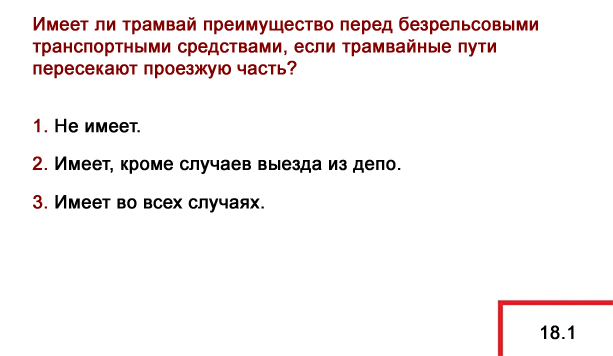 Имеет ли трамвай преимущество перед безрельсовыми
транспортными средствами, если трамвайные пути
пересекают проезжую часть?
1. Не имеет.
2. Имеет, кроме случаев выезда из депо.
3. Имеет во всех случаях.
18.1